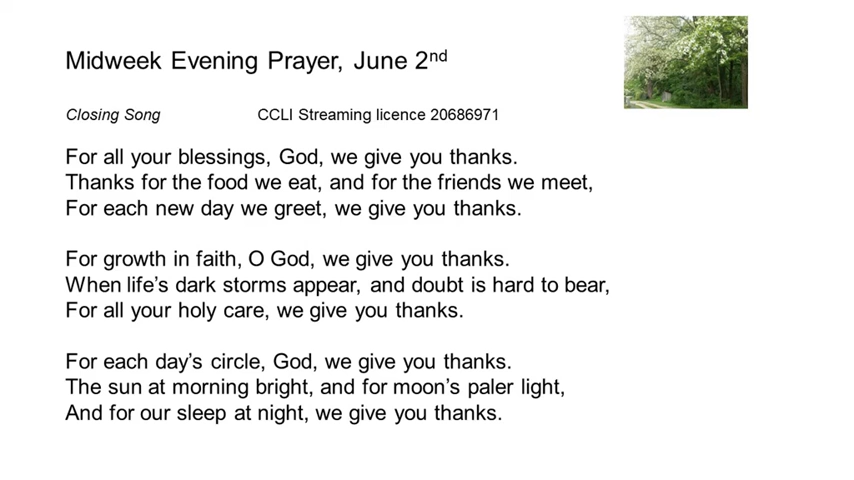 Midweek Evening Prayer, June 2nd
Closing Song CCLI Streaming licence 20686971
For all your blessings, God, we give you thanks.
Thanks for the food we eat, and for the friends we meet,
For each new day we greet, we give you thanks.
For growth in faith, O God, we give you thanks.
When life’s dark storms appear, and doubt is hard to bear,
For all your holy care, we give you thanks.
For each day’s circle, God, we give you thanks.
The sun at morning bright, and for moon’s paler light,
And for our sleep at night, we give you thanks.